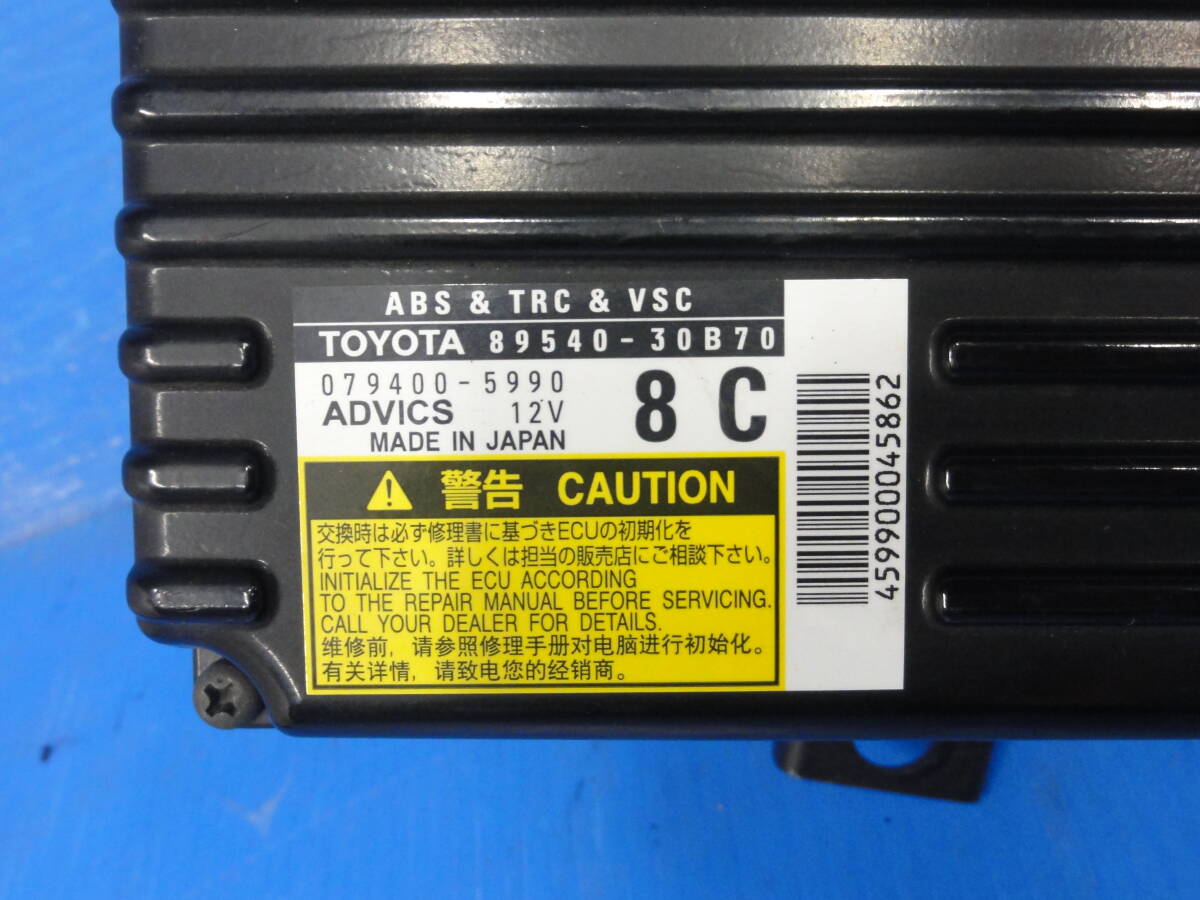 ABS & TRC & VSC
TOYOTA 89540-30B70
079400-5990
ADVICS 12V
MADE IN JAPAN
8C
⚠ 警告 CAUTION
交換時は必ず修理書に基づきECUの初期化を
行って下さい。詳しくは担当の販売店にご相談下さい。
INITIALIZE THE ECU ACCORDING
TO THE REPAIR MANUAL BEFORE SERVICING.
CALL YOUR DEALER FOR DETAILS.
维修前，请参照修理手册对电脑进行初始化。
有关详情，请致电您的经销商。
459900045862